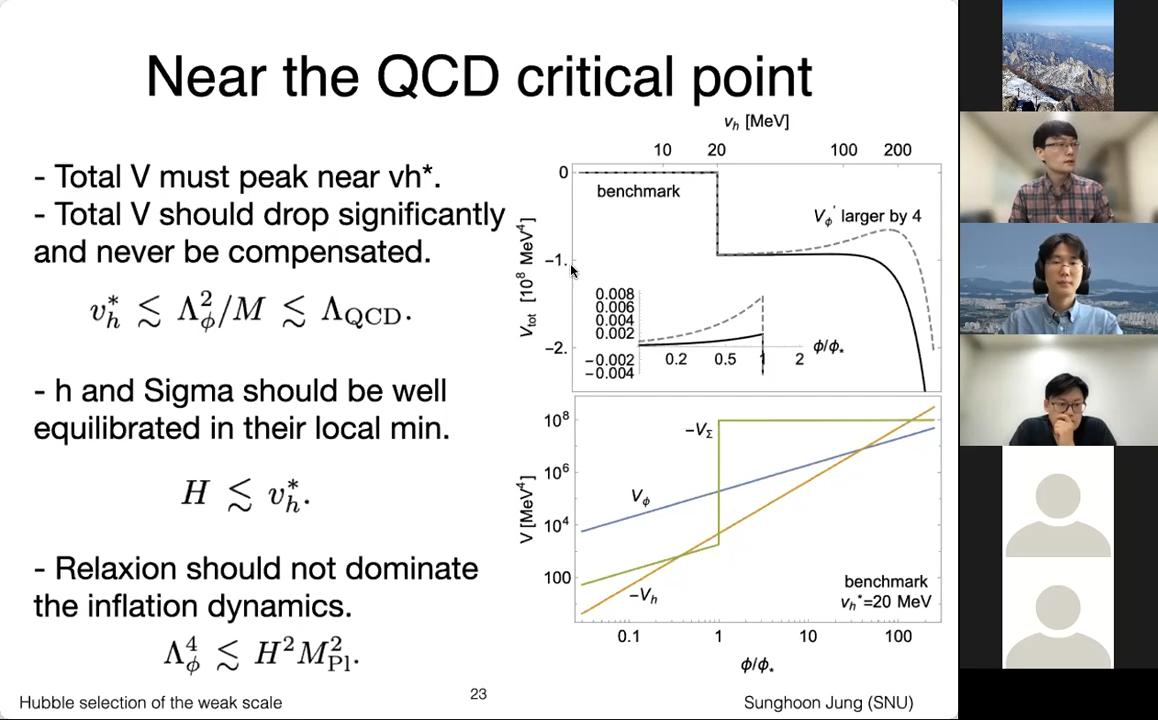 Near the QCD critical point
- Total V must peak near vh*.
- Total V should drop significantly
and never be compensated.
v_h^* ≲ Λ_ϕ^2/M ≲ Λ_QCD.
- h and Sigma should be well
equilibrated in their local min.
H ≲ v_h^*.
- Relaxion should not dominate
the inflation dynamics.
Λ_ϕ^4 ≲ H^2 M_Pl^2.
v_h [MeV]
10 20 100 200
0
benchmark
V_ϕ' larger by 4
V_tot [10^8 MeV^4]
-1.
-2.
0.008
0.006
0.004
0.002
-0.002
-0.004
0.2 0.5 1 2
ϕ/ϕ_*
V [MeV^4]
10^8
10^6
10^4
100
-V_Σ
V_ϕ
-V_h
benchmark
v_h^*=20 MeV
0.1 1 10 100
ϕ/ϕ_*
Hubble selection of the weak scale
23
Sunghoon Jung (SNU)